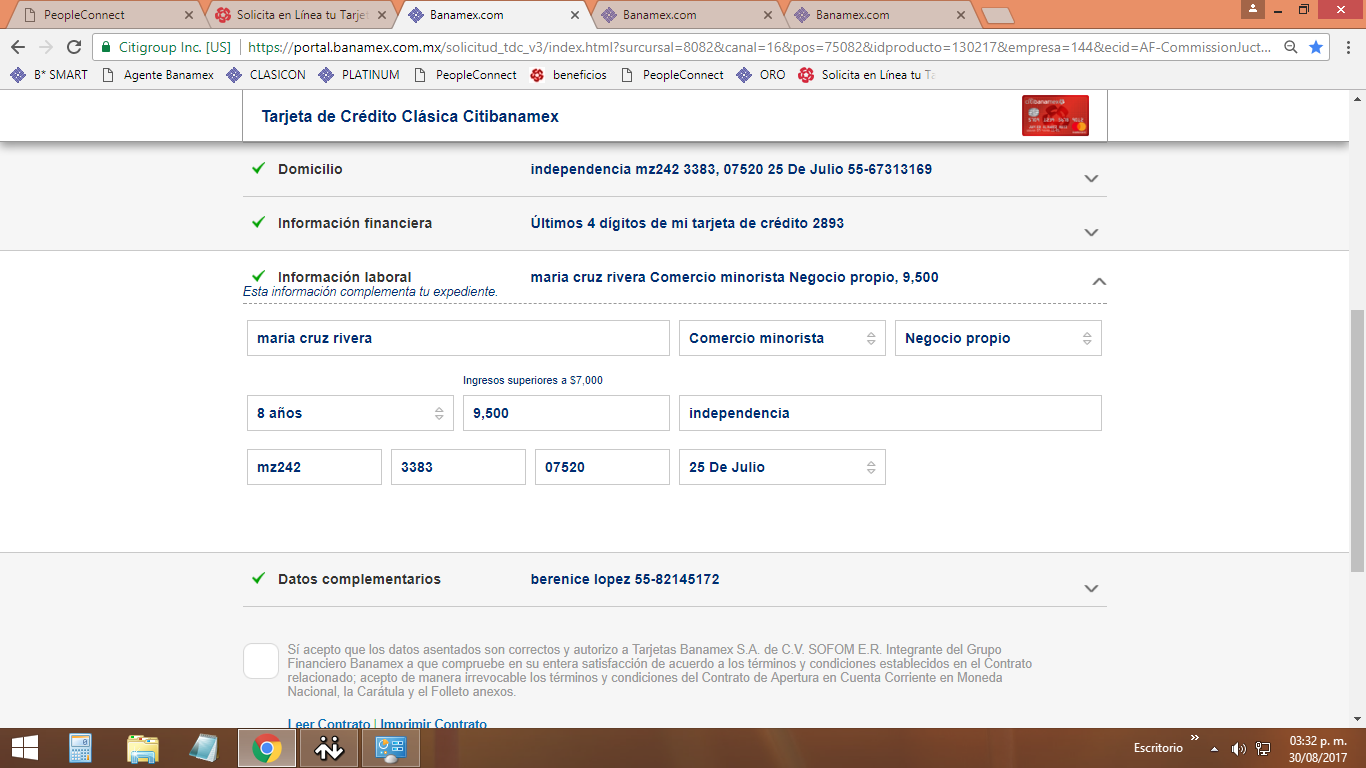 PeopleConnect
Solicita en Línea tu Tarjet
Banamex.com
Banamex.com
Banamex.com
Citigroup Inc. [US] https://portal.banamex.com.mx/solicitud_tdc_v3/index.html?surcursal=8082&canal=16&pos=75082&idproducto=130217&empresa=144&ecid=AF-CommissionJuct...
B* SMART Agente Banamex CLASICON PLATINUM PeopleConnect beneficios PeopleConnect ORO Solicita en Línea tu Ta
Tarjeta de Crédito Clásica Citibanamex
citibanamex
Domicilio independencia mz242 3383, 07520 25 De Julio 55-67313169
Información financiera Últimos 4 dígitos de mi tarjeta de crédito 2893
Información laboral maria cruz rivera Comercio minorista Negocio propio, 9,500
Esta información complementa tu expediente.
maria cruz rivera Comercio minorista Negocio propio
Ingresos superiores a $7,000
8 años 9,500 independencia
mz242 3383 07520 25 De Julio
Datos complementarios berenice lopez 55-82145172
Sí acepto que los datos asentados son correctos y autorizo a Tarjetas Banamex S.A. de C.V. SOFOM E.R. Integrante del Grupo
Financiero Banamex a que compruebe en su entera satisfacción de acuerdo a los términos y condiciones establecidos en el Contrato
relacionado; acepto de manera irrevocable los términos y condiciones del Contrato de Apertura en Cuenta Corriente en Moneda
Nacional, la Carátula y el Folleto anexos.
Leer Contrato | Imprimir Contrato
Escritorio
03:32 p. m.
30/08/2017